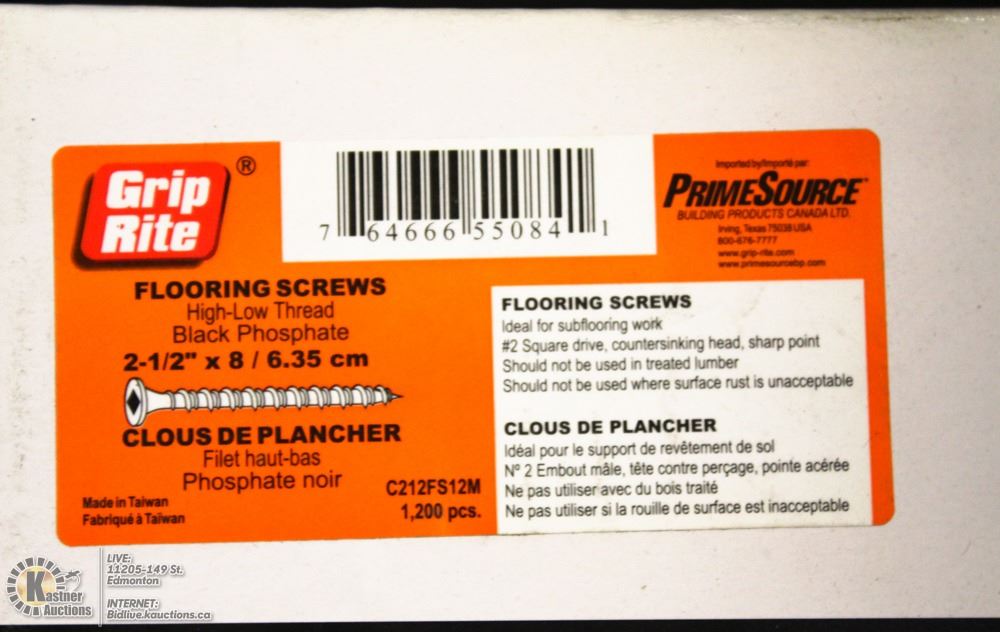 Grip
Rite
®
7 64666 55084 1
Imported by/Importé par:
PRIMESOURCE™
BUILDING PRODUCTS CANADA LTD.
Irving, Texas 75038 USA
800-676-7777
www.grip-rite.com
www.primesourcebp.com
FLOORING SCREWS
High-Low Thread
Black Phosphate
2-1/2" x 8 / 6.35 cm
CLOUS DE PLANCHER
Filet haut-bas
Phosphate noir
Made in Taiwan
Fabriqué à Taïwan
C212FS12M
1,200 pcs.
FLOORING SCREWS
Ideal for subflooring work
#2 Square drive, countersinking head, sharp point
Should not be used in treated lumber
Should not be used where surface rust is unacceptable
CLOUS DE PLANCHER
Idéal pour le support de revêtement de sol
N° 2 Embout mâle, tête contre perçage, pointe acérée
Ne pas utiliser avec du bois traité
Ne pas utiliser si la rouille de surface est inacceptable
Kastner
Auctions
LIVE:
11205-149 St.
Edmonton
INTERNET:
Bidlive.kauctions.ca